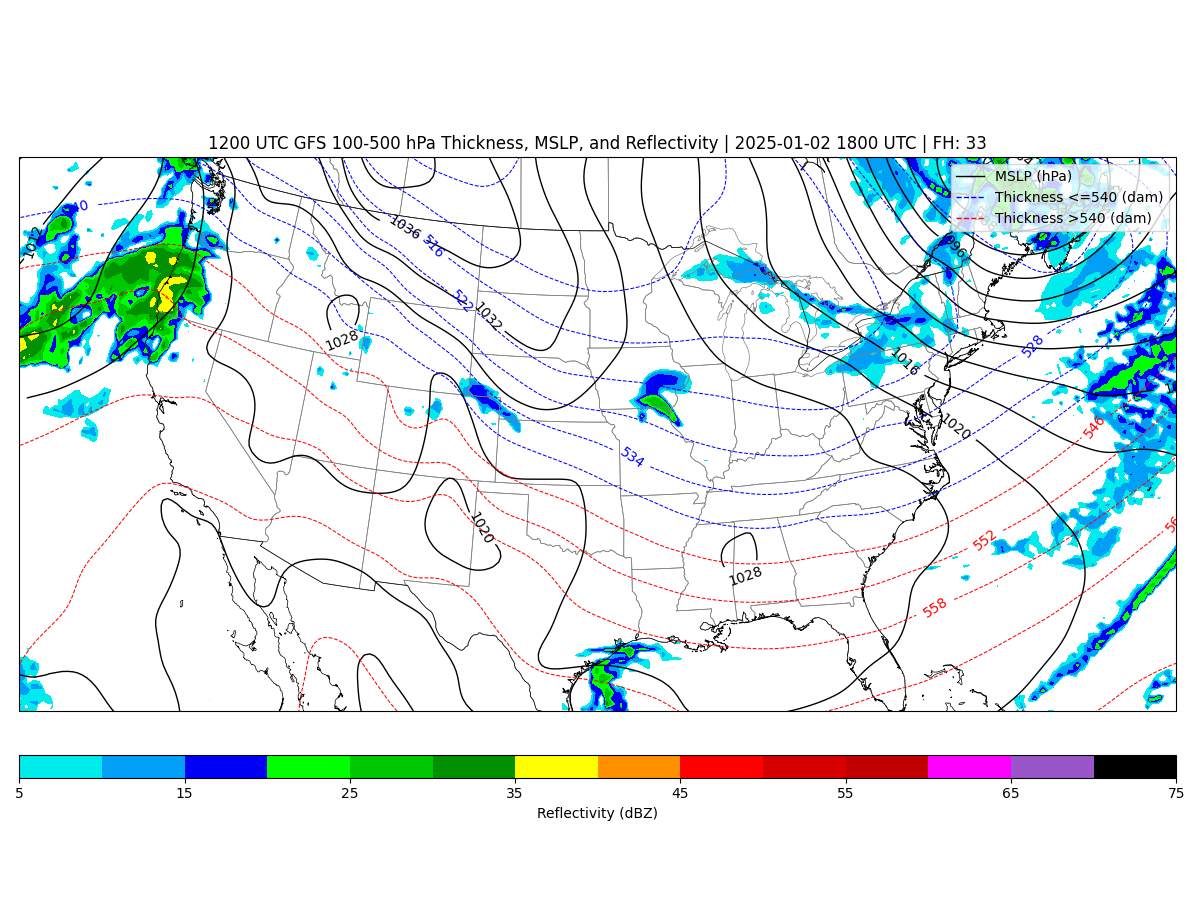 1200 UTC GFS 100-500 hPa Thickness, MSLP, and Reflectivity | 2025-01-02 1800 UTC | FH: 33
MSLP (hPa)
Thickness <=540 (dam)
Thickness >540 (dam)
1012
1036
516
996
522
1032
1028
528
1016
1020
546
534
1020
552
1028
558
5 15 25 35 45 55 65 75
Reflectivity (dBZ)